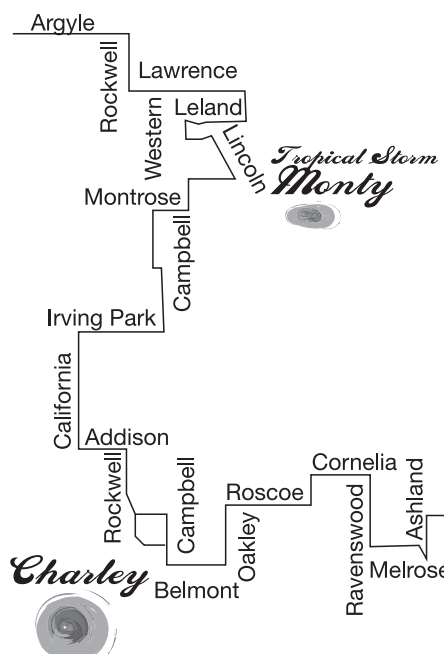 Argyle
Rockwell
Lawrence
Western
Leland
Lincoln
Tropical Storm
Monty
Montrose
Campbell
Irving Park
California
Addison
Rockwell
Campbell
Cornelia
Roscoe
Oakley
Ravenswood
Ashland
Charley
Belmont
Melrose